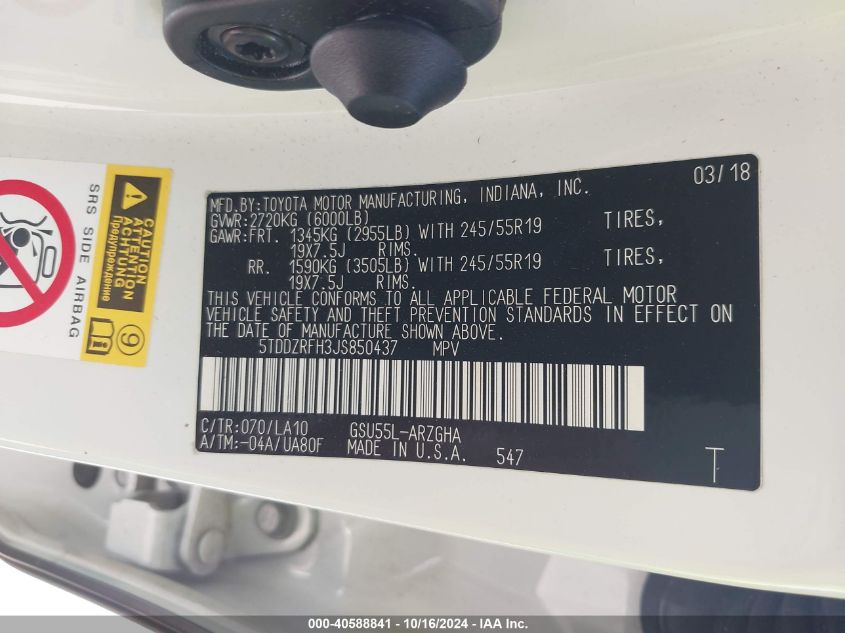 MFD.BY:TOYOTA MOTOR MANUFACTURING, INDIANA, INC. 03/18
GVWR:2720KG (6000LB)
GAWR:FRT. 1345KG (2955LB) WITH 245/55R19 TIRES,
19X7.5J RIMS.
RR. 1590KG (3505LB) WITH 245/55R19 TIRES,
19X7.5J RIMS.
THIS VEHICLE CONFORMS TO ALL APPLICABLE FEDERAL MOTOR
VEHICLE SAFETY AND THEFT PREVENTION STANDARDS IN EFFECT ON
THE DATE OF MANUFACTURE SHOWN ABOVE.
5TDDZRFH3JS850437 MPV
C/TR:070/LA10 GSU55L-ARZGHA
A/TM:-04A/UA80F MADE IN U.S.A. 547 T
CAUTION
ATTENTION
ACHTUNG
Предупреждение
SRS SIDE AIRBAG
9
000-40588841 - 10/16/2024 - IAA Inc.